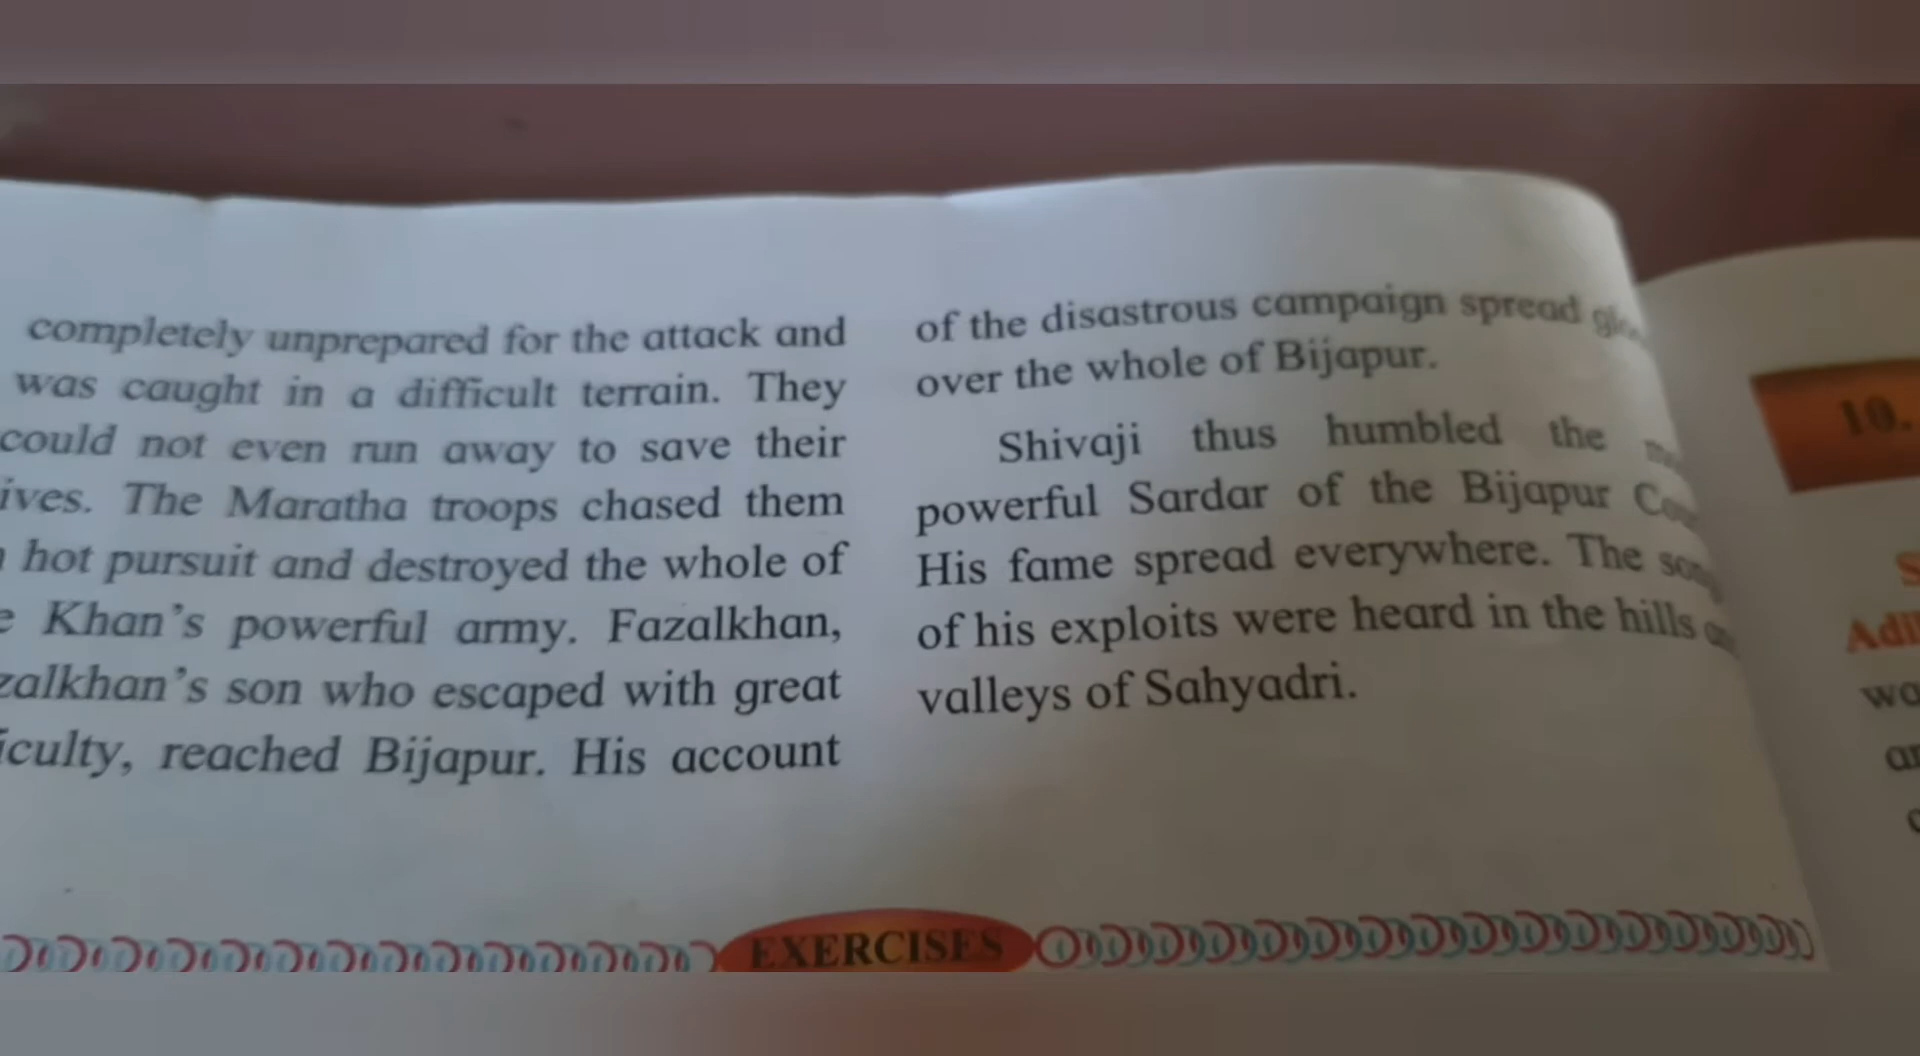 completely unprepared for the attack and
was caught in a difficult terrain. They
could not even run away to save their
ives. The Maratha troops chased them
hot pursuit and destroyed the whole of
e Khan's powerful army. Fazalkhan,
zalkhan's son who escaped with great
iculty, reached Bijapur. His account
of the disastrous campaign spread
over the whole of Bijapur.
Shivaji thus humbled the
powerful Sardar of the Bijapur
His fame spread everywhere. The
of his exploits were heard in the hills
valleys of Sahyadri.
EXERCISES
10.
S
Adil
wa